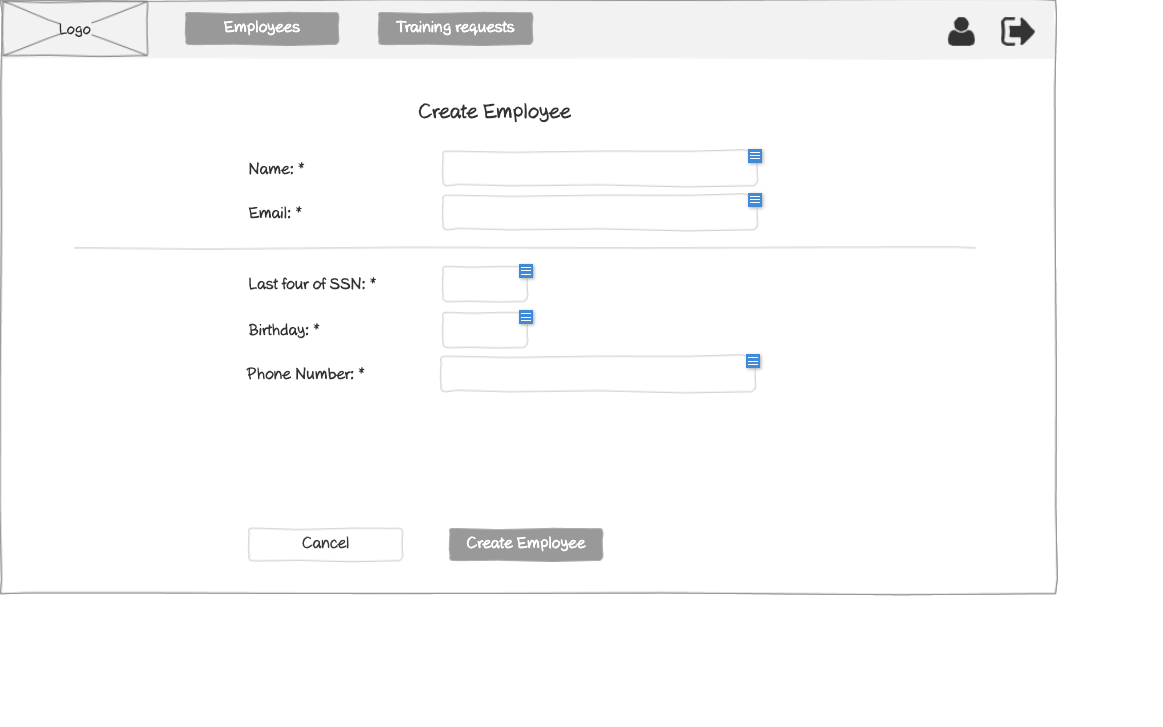 Logo
Employees
Training requests
Create Employee
Name: *
Email: *
Last four of SSN: *
Birthday: *
Phone Number: *
Cancel
Create Employee